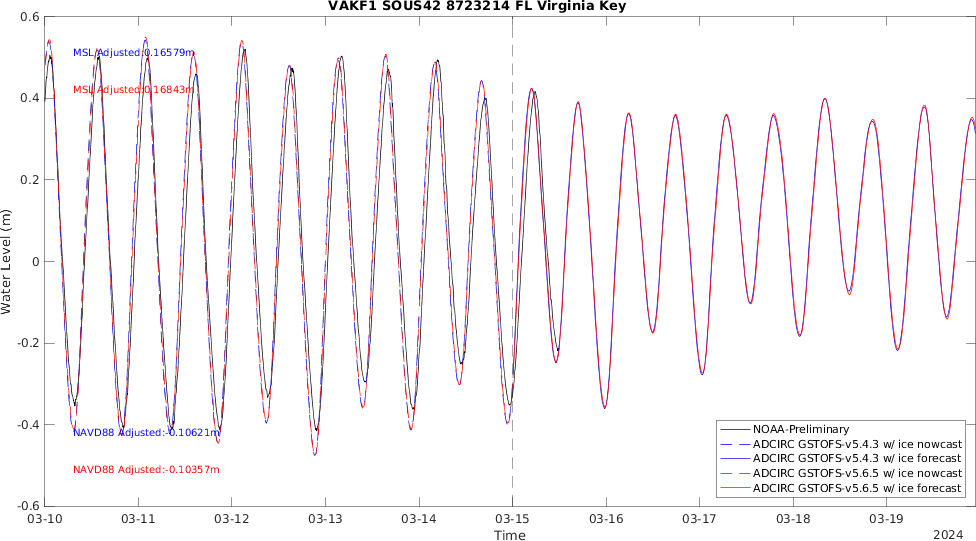 VAKF1 SOUS42 8723214 FL Virginia Key
0.6
0.4
0.2
0
-0.2
-0.4
-0.6
Water Level (m)
MSL Adjusted:0.16579m
MSL Adjusted:0.16843m
NAVD88 Adjusted:-0.10621m
NAVD88 Adjusted:-0.10357m
NOAA-Preliminary
ADCIRC GSTOFS-v5.4.3 w/ ice nowcast
ADCIRC GSTOFS-v5.4.3 w/ ice forecast
ADCIRC GSTOFS-v5.6.5 w/ ice nowcast
ADCIRC GSTOFS-v5.6.5 w/ ice forecast
03-10 03-11 03-12 03-13 03-14 03-15 03-16 03-17 03-18 03-19
Time
2024